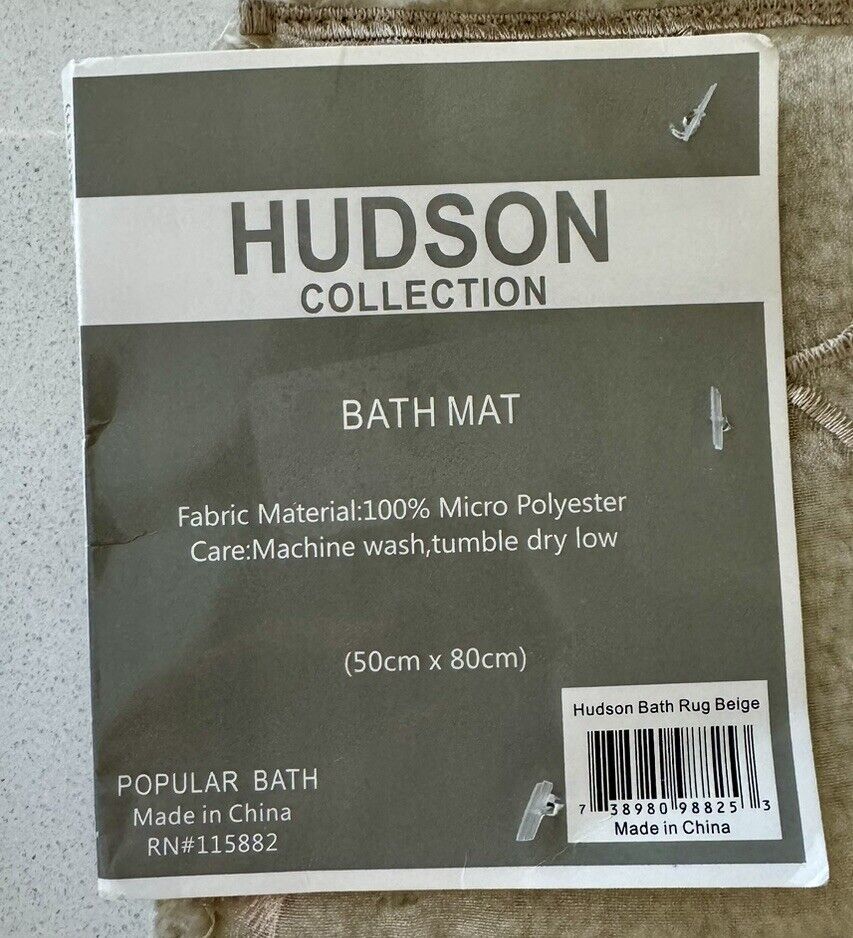 HUDSON
COLLECTION
BATH MAT
Fabric Material:100% Micro Polyester
Care:Machine wash,tumble dry low
(50cm x 80cm)
POPULAR BATH
Made in China
RN#115882
Hudson Bath Rug Beige
7 38980 98825 3
Made in China